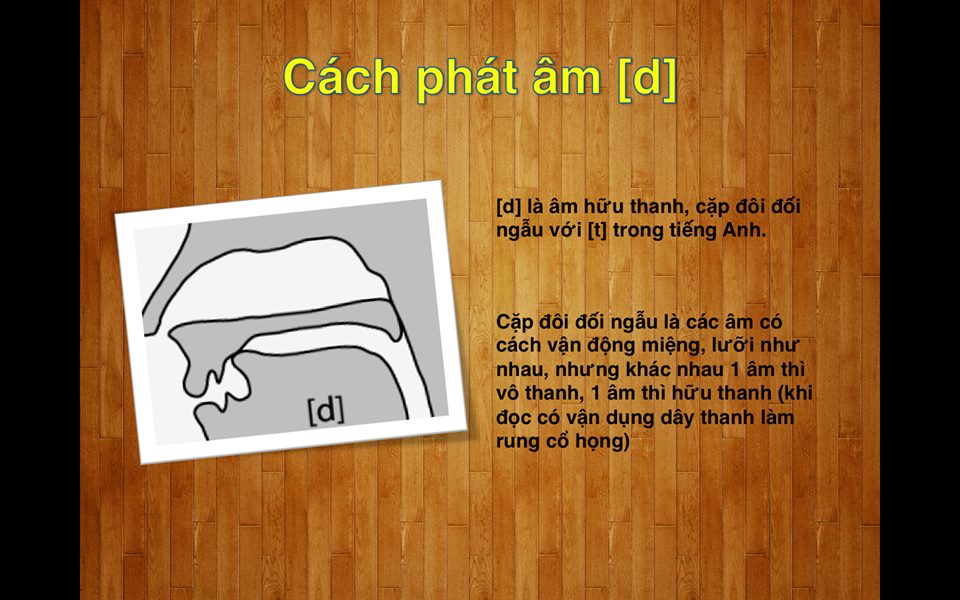 Cách phát âm [d]
[d] là âm hữu thanh, cặp đôi đối
ngẫu với [t] trong tiếng Anh.
Cặp đôi đối ngẫu là các âm có
cách vận động miệng, lưỡi như
nhau, nhưng khác nhau 1 âm thì
vô thanh, 1 âm thì hữu thanh (khi
đọc có vận dụng dây thanh làm
rung cổ họng)
[d]